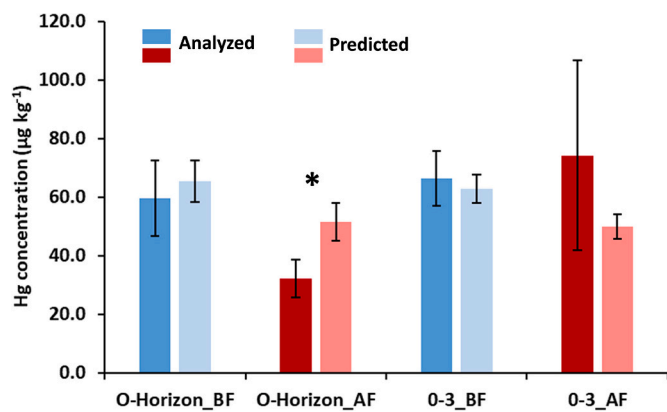 Hg concentration (µg kg⁻¹)
120.0
100.0
80.0
60.0
40.0
20.0
0.0
Analyzed
Predicted
*
O-Horizon_BF
O-Horizon_AF
0-3_BF
0-3_AF